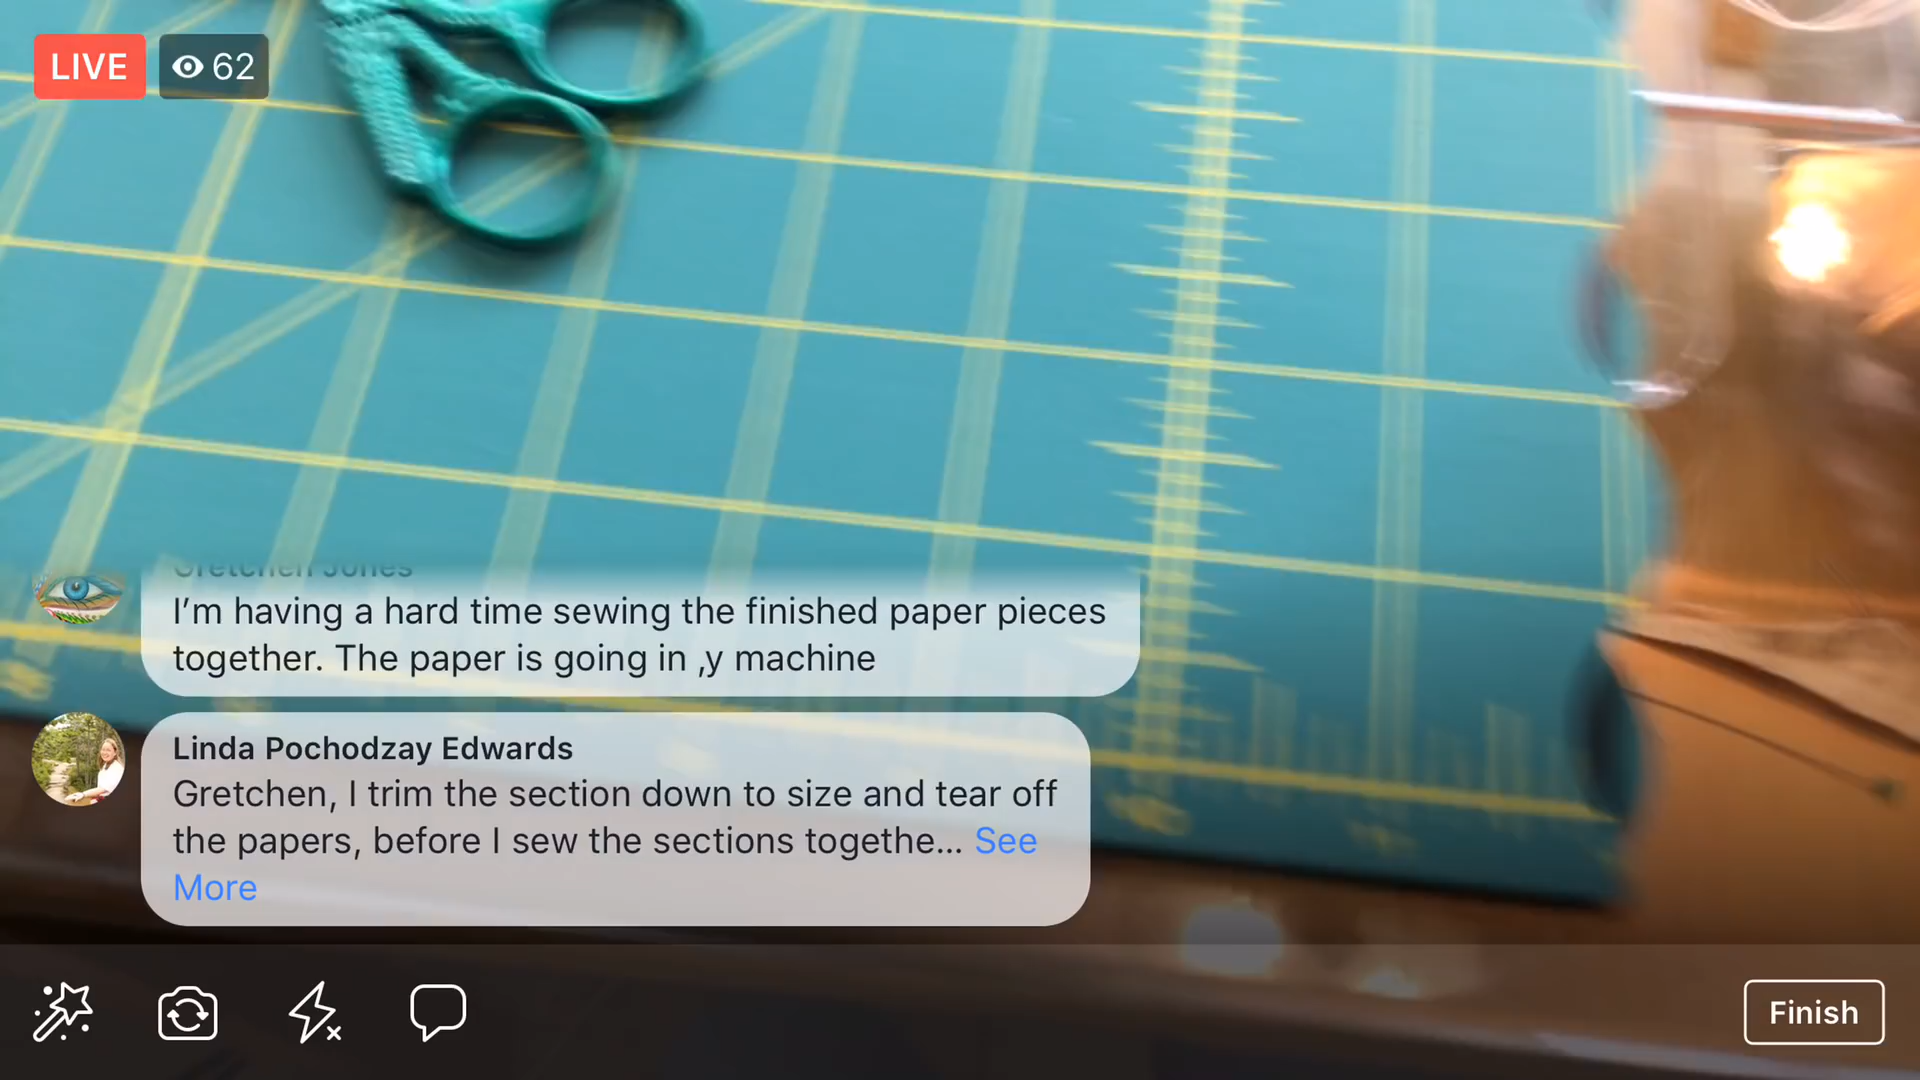 LIVE 62
Gretchen Jones
I’m having a hard time sewing the finished paper pieces
together. The paper is going in ,y machine
Linda Pochodzay Edwards
Gretchen, I trim the section down to size and tear off
the papers, before I sew the sections togethe... See
More
Finish